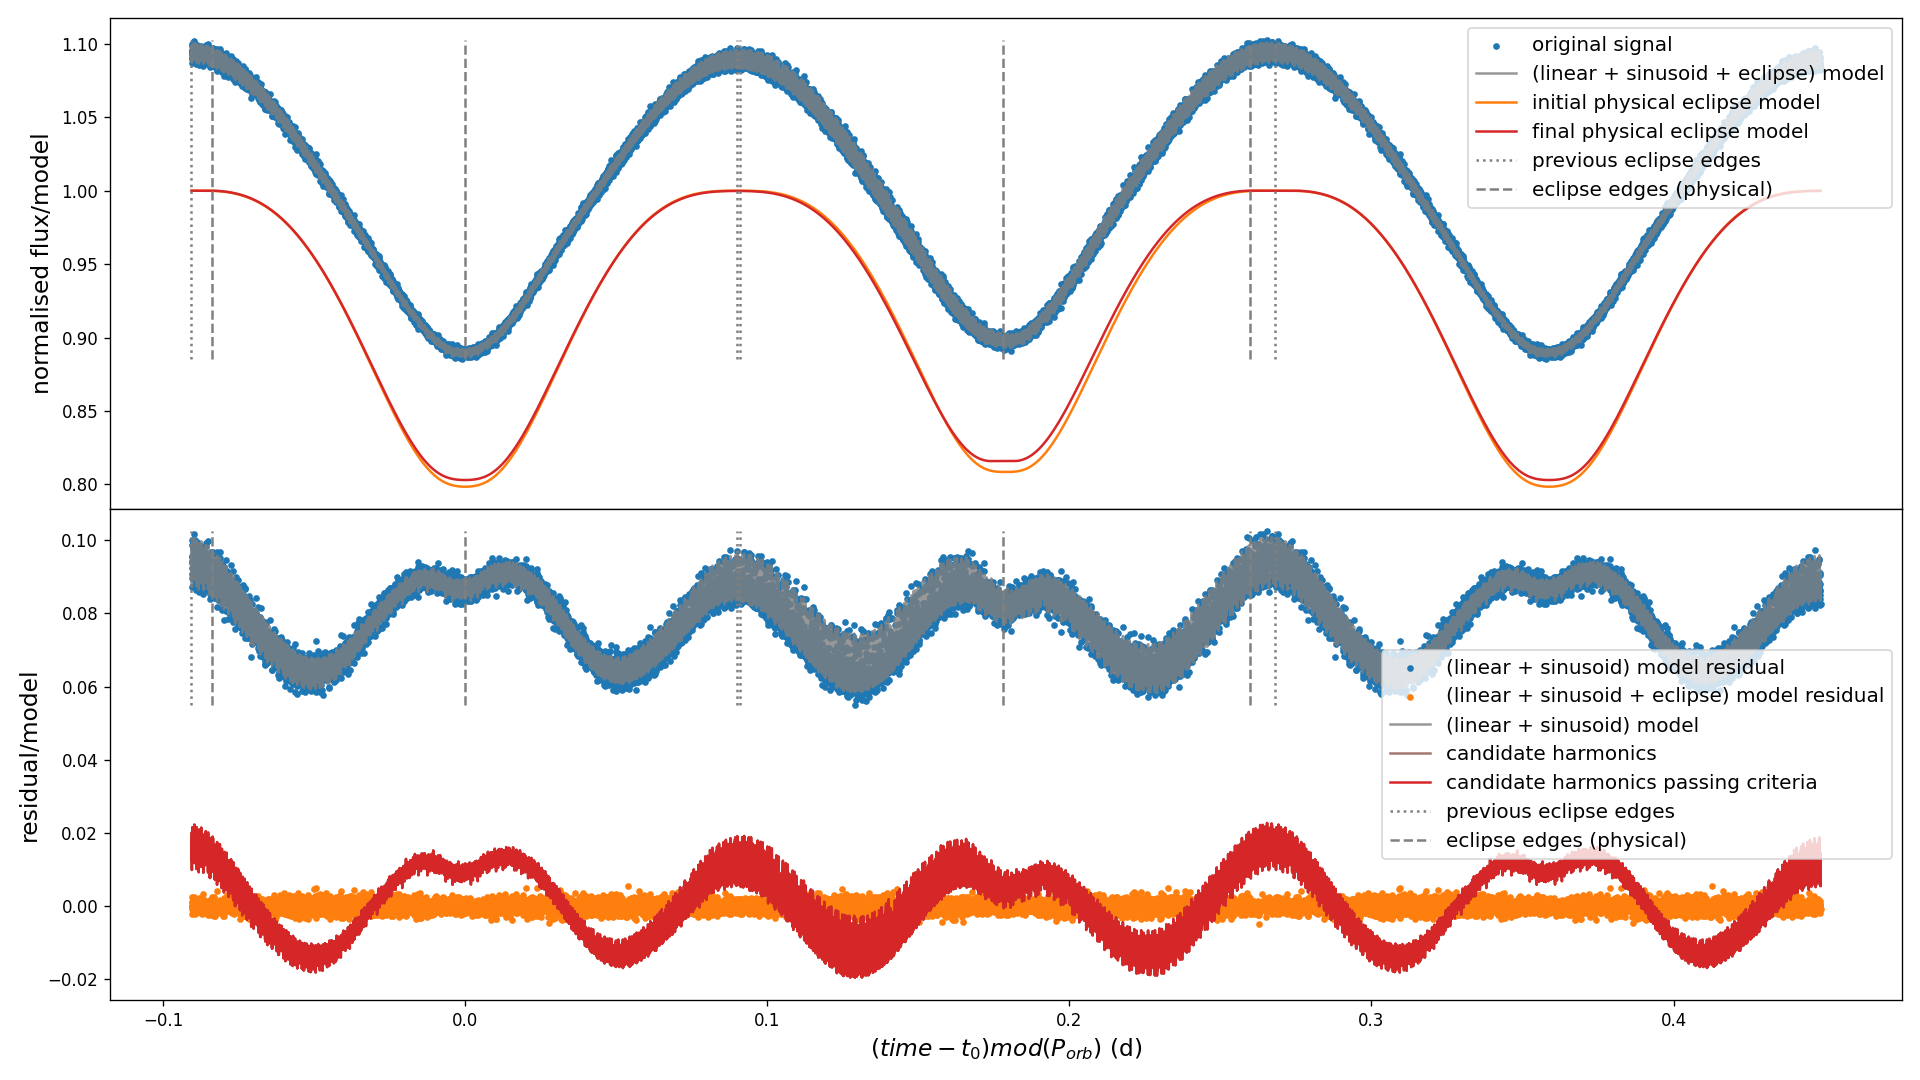 normalised flux/model
1.10
1.05
1.00
0.95
0.90
0.85
0.80
original signal
(linear + sinusoid + eclipse) model
initial physical eclipse model
final physical eclipse model
previous eclipse edges
eclipse edges (physical)
residual/model
0.10
0.08
0.06
0.04
0.02
0.00
−0.02
(linear + sinusoid) model residual
(linear + sinusoid + eclipse) model residual
(linear + sinusoid) model
candidate harmonics
candidate harmonics passing criteria
previous eclipse edges
eclipse edges (physical)
−0.1 0.0 0.1 0.2 0.3 0.4
(time − t₀)mod(Pₒᵣb) (d)